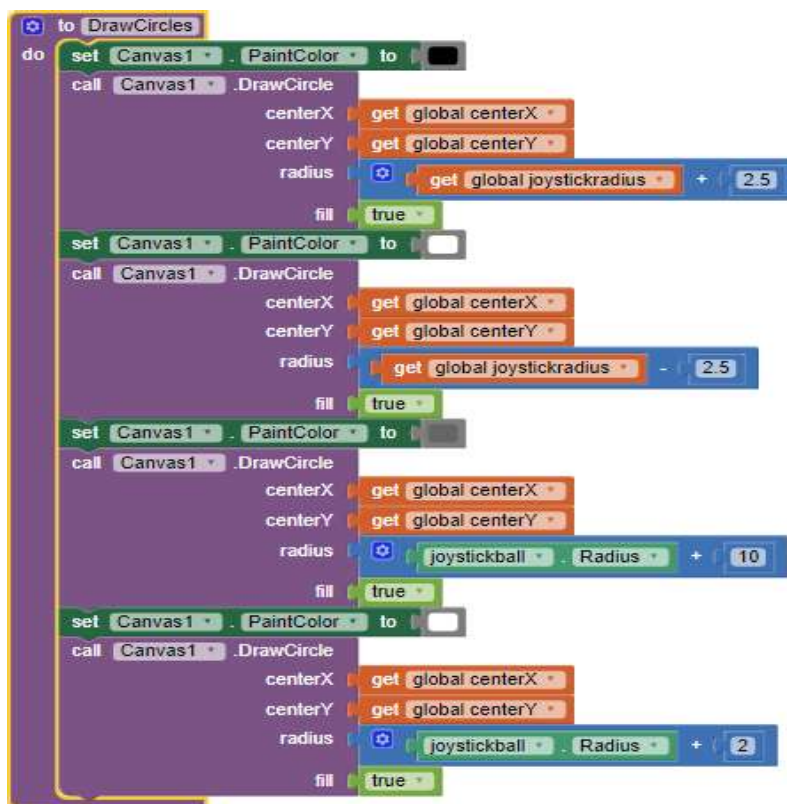 to DrawCircles
do set Canvas1 . PaintColor to
call Canvas1 .DrawCircle
centerX get global centerX
centerY get global centerY
radius get global joystickradius + 2.5
fill true
set Canvas1 . PaintColor to
call Canvas1 .DrawCircle
centerX get global centerX
centerY get global centerY
radius get global joystickradius - 2.5
fill true
set Canvas1 . PaintColor to
call Canvas1 .DrawCircle
centerX get global centerX
centerY get global centerY
radius joystickball . Radius + 10
fill true
set Canvas1 . PaintColor to
call Canvas1 .DrawCircle
centerX get global centerX
centerY get global centerY
radius joystickball . Radius + 2
fill true